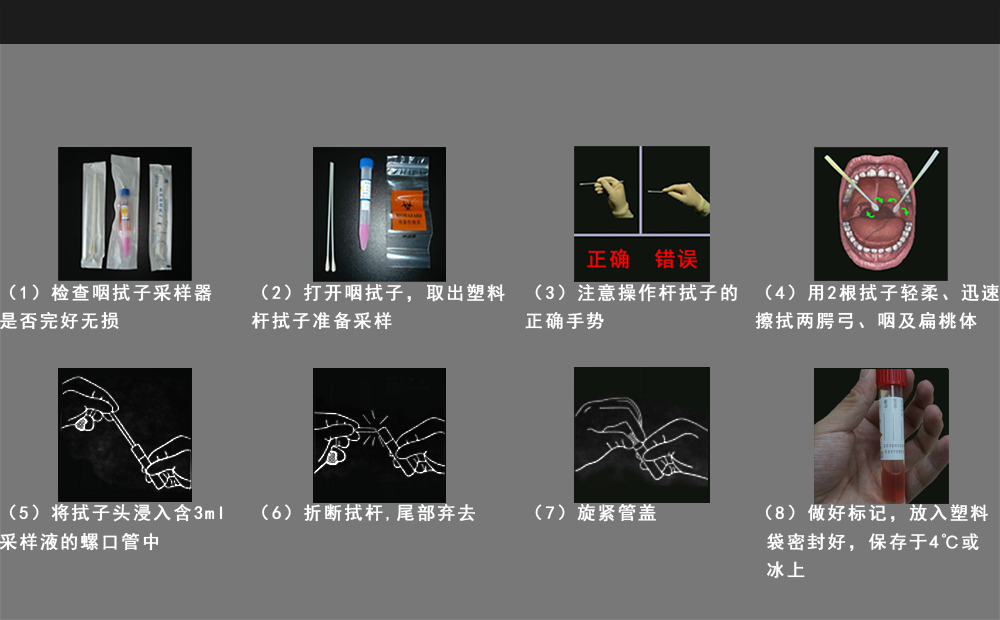 正确 错误
（1）检查咽拭子采样器
是否完好无损
（2）打开咽拭子，取出塑料
杆拭子准备采样
（3）注意操作杆拭子的
正确手势
（4）用2根拭子轻柔、迅速
擦拭两腭弓、咽及扁桃体
（5）将拭子头浸入含3ml
采样液的螺口管中
（6）折断拭杆,尾部弃去
（7）旋紧管盖
（8）做好标记，放入塑料
袋密封好，保存于4℃或
冰上